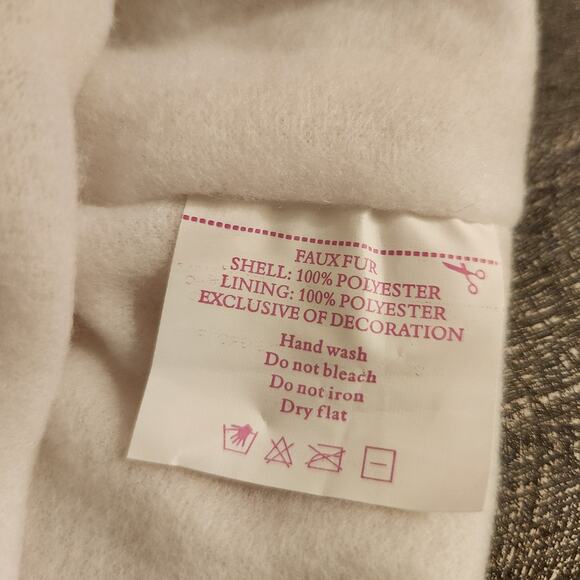 FAUX FUR
SHELL: 100% POLYESTER
LINING: 100% POLYESTER
EXCLUSIVE OF DECORATION
Hand wash
Do not bleach
Do not iron
Dry flat